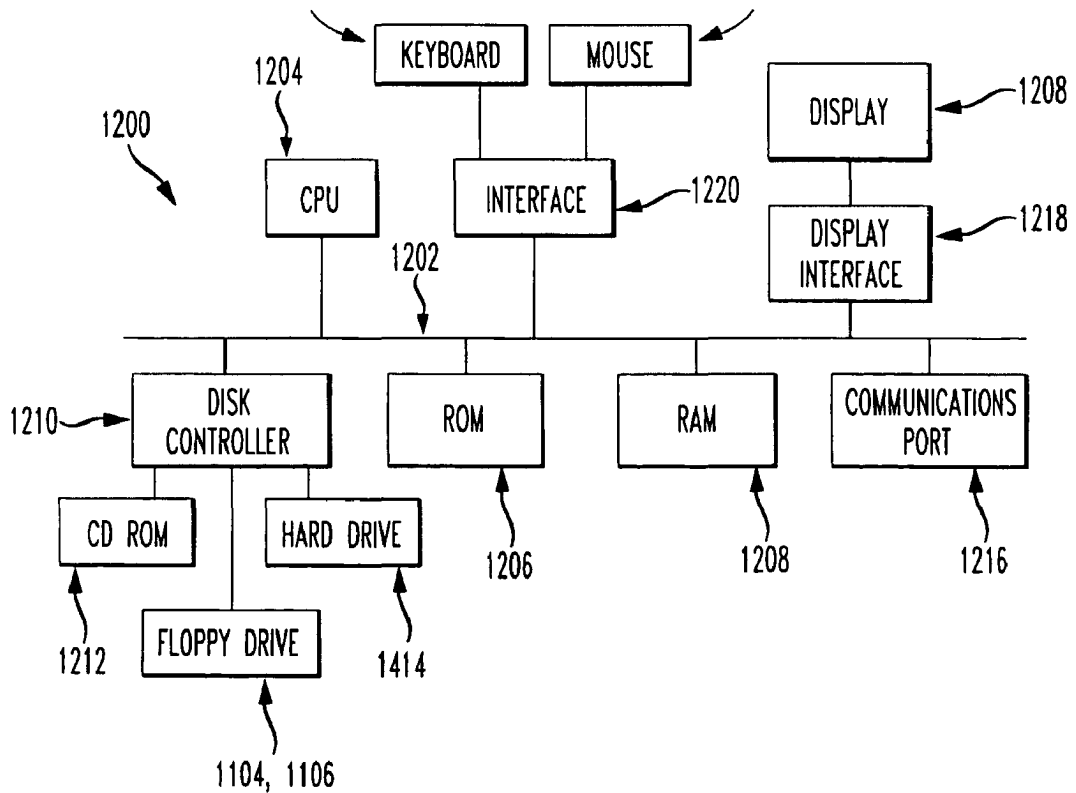 KEYBOARD
MOUSE
1204
DISPLAY
1208
1200
CPU
INTERFACE
1220
DISPLAY
INTERFACE
1218
1202
1210
DISK
CONTROLLER
ROM
RAM
COMMUNICATIONS
PORT
CD ROM
HARD DRIVE
1206
1208
1216
1212
FLOPPY DRIVE
1414
1104, 1106